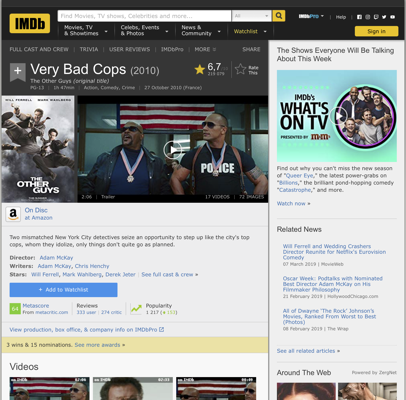 IMDb
Find Movies, TV shows, Celebrities and more...
All
Movies, TV & Showtimes
Celebs, Events & Photos
News & Community
Watchlist
IMDbPro
Help
Sign in
FULL CAST AND CREW | TRIVIA | USER REVIEWS | IMDbPro | MORE
SHARE
Very Bad Cops (2010)
The Other Guys (original title)
PG-13 | 1h 47min | Action, Comedy, Crime | 27 October 2010 (France)
6,7
Rate This
WILL FERRELL MARK WAHLBERG
THE OTHER GUYS
POLICE
2:06 | Trailer
17 VIDEOS | 72 IMAGES
a
On Disc
at Amazon
Two mismatched New York City detectives seize an opportunity to step up like the city's top
cops, whom they idolize, only things don't quite go as planned.
Director: Adam McKay
Writers: Adam McKay, Chris Henchy
Stars: Will Ferrell, Mark Wahlberg, Derek Jeter | See full cast & crew »
+ Add to Watchlist
Metascore
From metacritic.com
Reviews
333 user | 274 critic
Popularity
1 217
View production, box office, & company info on IMDbPro
3 wins & 15 nominations. See more awards »
Videos
The Shows Everyone Will Be Talking
About This Week
IMDb's
WHAT'S
ON TV
PRESENTED BY
Find out why you can't miss the new season
of "Queer Eye," the latest power-grabs on
"Billions," the brilliant pond-hopping comedy
"Catastrophe," and more.
Watch now »
Related News
Will Ferrell and Wedding Crashers
Director Reunite for Netflix's Eurovision
Comedy
07 March 2019 | MovieWeb
Oscar Week: Podtalks with Nominated
Best Director Adam McKay on His
Filmmaker Philosophy
21 February 2019 | HollywoodChicago.com
All of Dwayne 'The Rock' Johnson's
Movies, Ranked From Worst to Best
(Photos)
08 February 2019 | The Wrap
See all related articles »
Around The Web
Powered by ZergNet